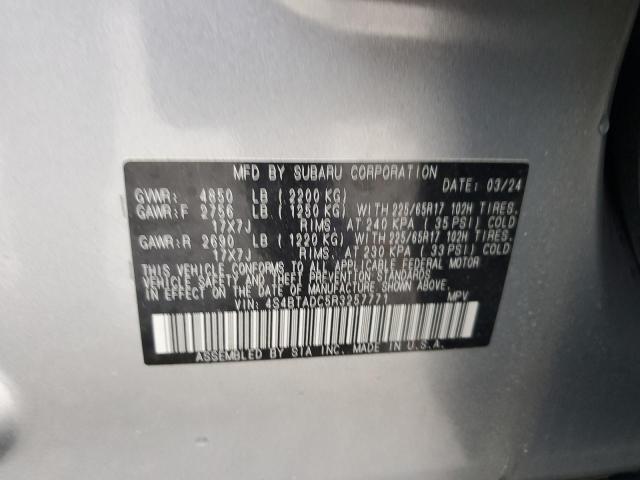 MFD BY SUBARU CORPORATION
DATE: 03/24
GVWR: 4850 LB (2200 KG)
GAWR:F 2756 LB (1250 KG) WITH 225/65R17 102H TIRES,
17X7J RIMS, AT 240 KPA (35 PSI) COLD
GAWR:R 2690 LB (1220 KG) WITH 225/65R17 102H TIRES,
17X7J RIMS, AT 230 KPA (33 PSI) COLD
THIS VEHICLE CONFORMS TO ALL APPLICABLE FEDERAL MOTOR
VEHICLE SAFETY AND THEFT PREVENTION STANDARDS
IN EFFECT ON THE DATE OF MANUFACTURE SHOWN ABOVE.
VIN: 4S4BTADC5R3257771 MPV
ASSEMBLED BY SIA INC. MADE IN U.S.A.